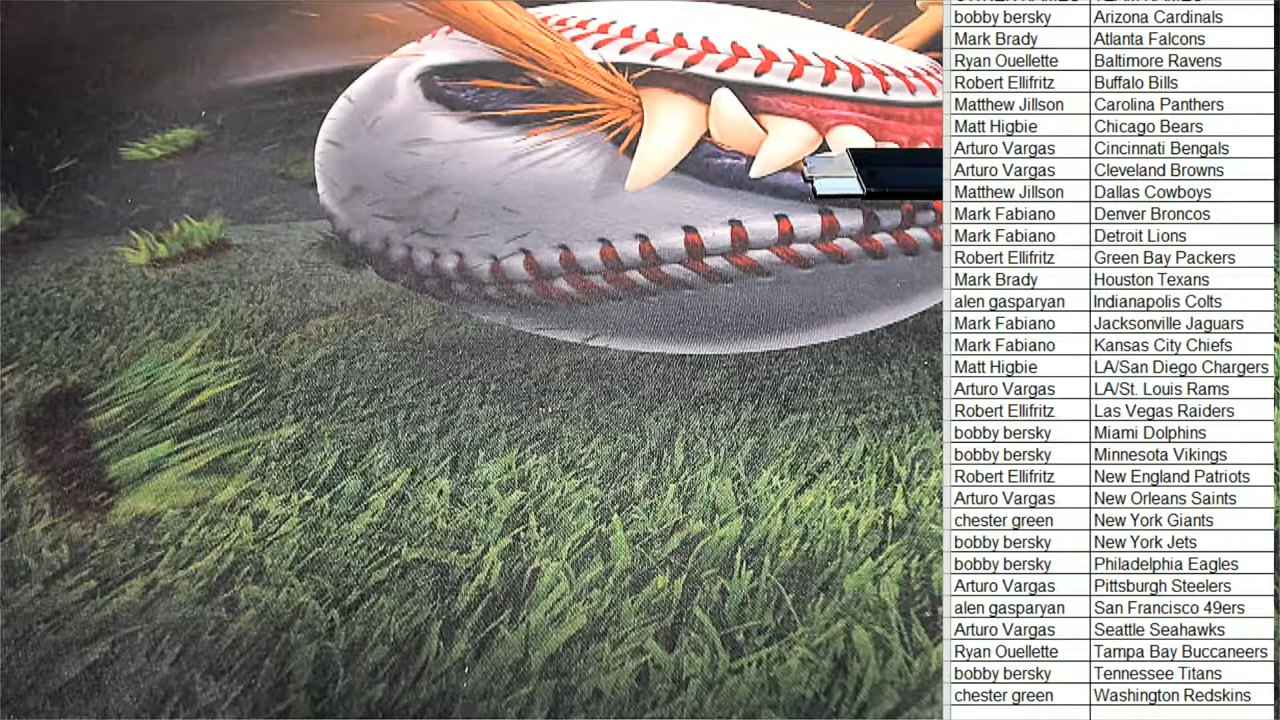 bobby bersky Arizona Cardinals
Mark Brady Atlanta Falcons
Ryan Ouellette Baltimore Ravens
Robert Ellifritz Buffalo Bills
Matthew Jillson Carolina Panthers
Matt Higbie Chicago Bears
Arturo Vargas Cincinnati Bengals
Arturo Vargas Cleveland Browns
Matthew Jillson Dallas Cowboys
Mark Fabiano Denver Broncos
Mark Fabiano Detroit Lions
Robert Ellifritz Green Bay Packers
Mark Brady Houston Texans
alen gasparyan Indianapolis Colts
Mark Fabiano Jacksonville Jaguars
Mark Fabiano Kansas City Chiefs
Matt Higbie LA/San Diego Chargers
Arturo Vargas LA/St. Louis Rams
Robert Ellifritz Las Vegas Raiders
bobby bersky Miami Dolphins
bobby bersky Minnesota Vikings
Robert Ellifritz New England Patriots
Arturo Vargas New Orleans Saints
chester green New York Giants
bobby bersky New York Jets
bobby bersky Philadelphia Eagles
Arturo Vargas Pittsburgh Steelers
alen gasparyan San Francisco 49ers
Arturo Vargas Seattle Seahawks
Ryan Ouellette Tampa Bay Buccaneers
bobby bersky Tennessee Titans
chester green Washington Redskins